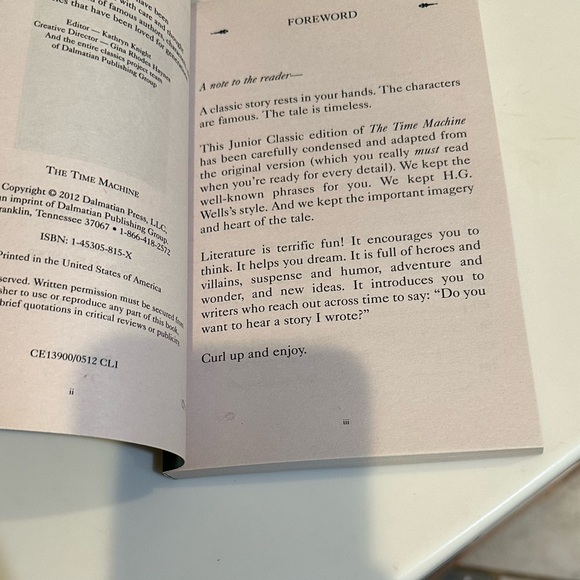 have been
with care and thought
of famous authors, characters,
that have been loved for generations
Editor – Kathryn Knight
Creative Director – Gina Rhodes Haynes
And the entire classics project team
of Dalmatian Publishing Group
THE TIME MACHINE
Copyright © 2012 Dalmatian Press, LLC
an imprint of Dalmatian Publishing Group
Franklin, Tennessee 37067 • 1-866-418-2572
ISBN: 1-45305-815-X
Printed in the United States of America
Written permission must be secured from
to use or reproduce any part of this book,
brief quotations in critical reviews or publicity.
CE13900/0512 CLI
ii
FOREWORD
A note to the reader—
A classic story rests in your hands. The characters
are famous. The tale is timeless.
This Junior Classic edition of The Time Machine
has been carefully condensed and adapted from
the original version (which you really must read
when you're ready for every detail). We kept the
well-known phrases for you. We kept H.G.
Wells's style. And we kept the important imagery
and heart of the tale.
Literature is terrific fun! It encourages you to
think. It helps you dream. It is full of heroes and
villains, suspense and humor, adventure and
wonder, and new ideas. It introduces you to
writers who reach out across time to say: “Do you
want to hear a story I wrote?”
Curl up and enjoy.
iii